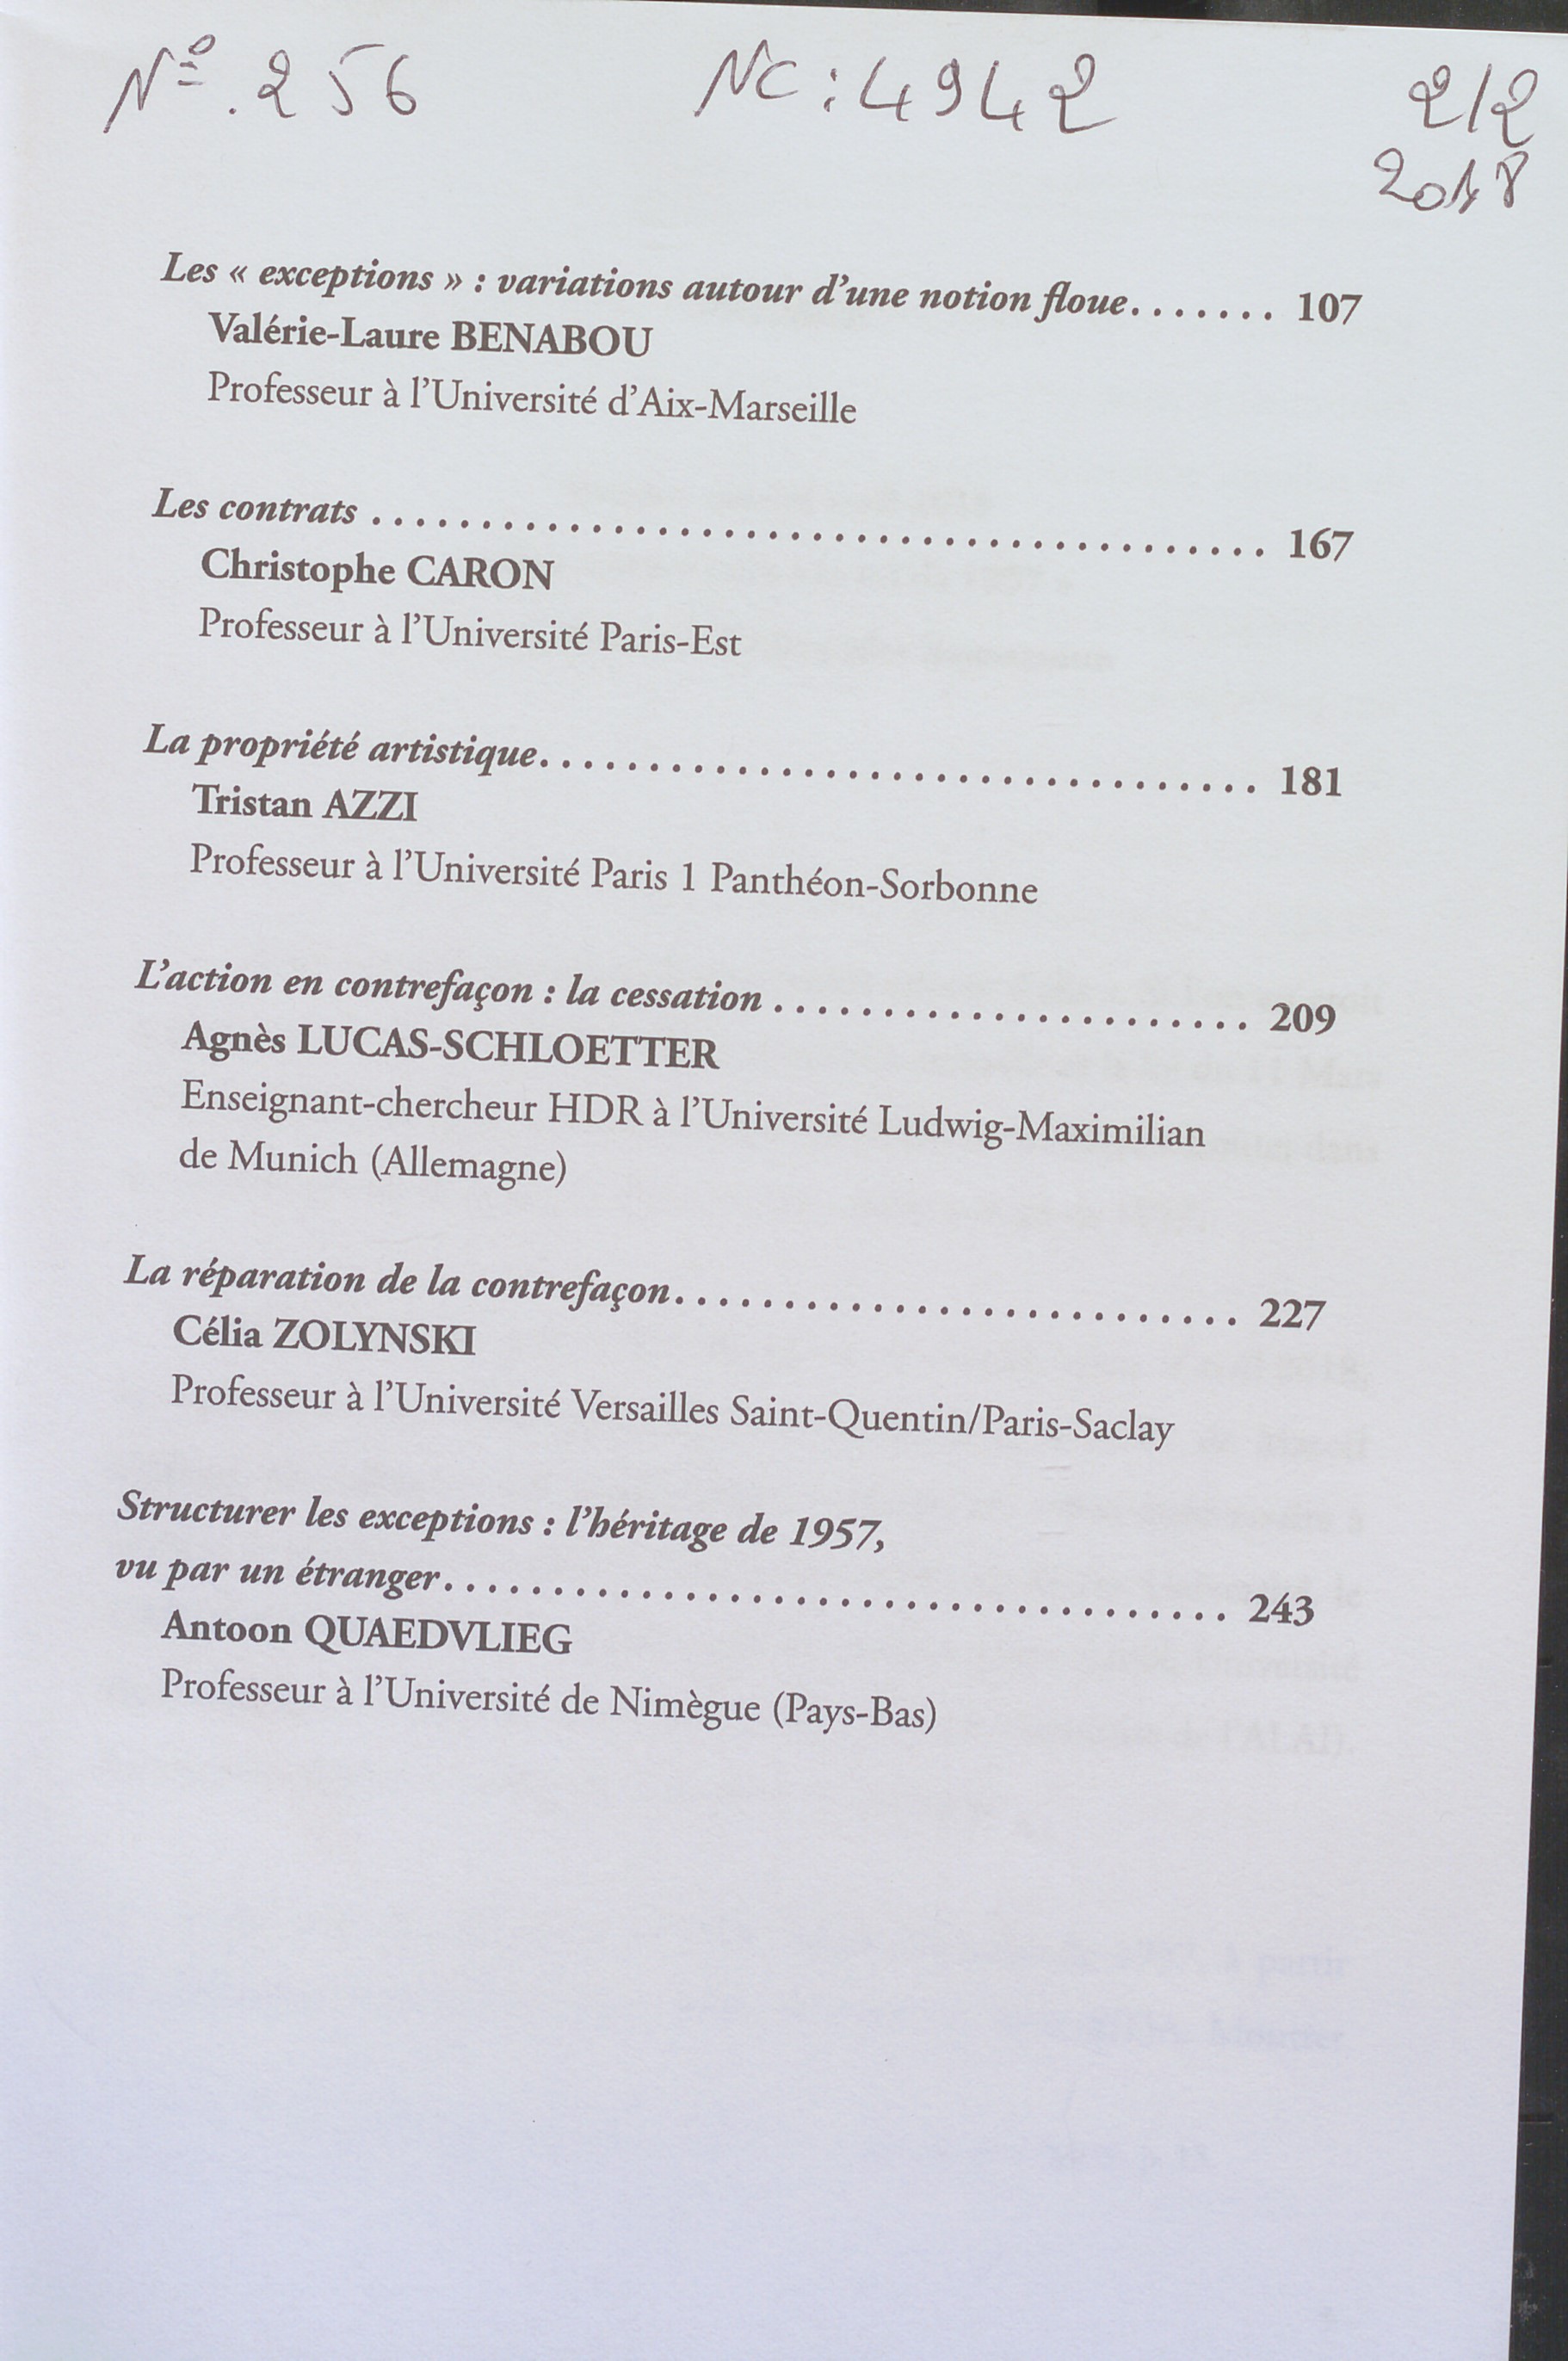 Nº. 256 NC: 4942 2/2
2018
Les « exceptions » : variations autour d'une notion floue....... 107
Valérie-Laure BENABOU
Professeur à l'Université d'Aix-Marseille
Les contrats .......................................... 167
Christophe CARON
Professeur à l'Université Paris-Est
La propriété artistique................................. 181
Tristan AZZI
Professeur à l'Université Paris 1 Panthéon-Sorbonne
L'action en contrefaçon : la cessation ...................... 209
Agnès LUCAS-SCHLOETTER
Enseignant-chercheur HDR à l'Université Ludwig-Maximilian
de Munich (Allemagne)
La réparation de la contrefaçon.......................... 227
Célia ZOLYNSKI
Professeur à l'Université Versailles Saint-Quentin/Paris-Saclay
Structurer les exceptions : l'héritage de 1957,
vu par un étranger.................................... 243
Antoon QUAEDVLIEG
Professeur à l'Université de Nimègue (Pays-Bas)